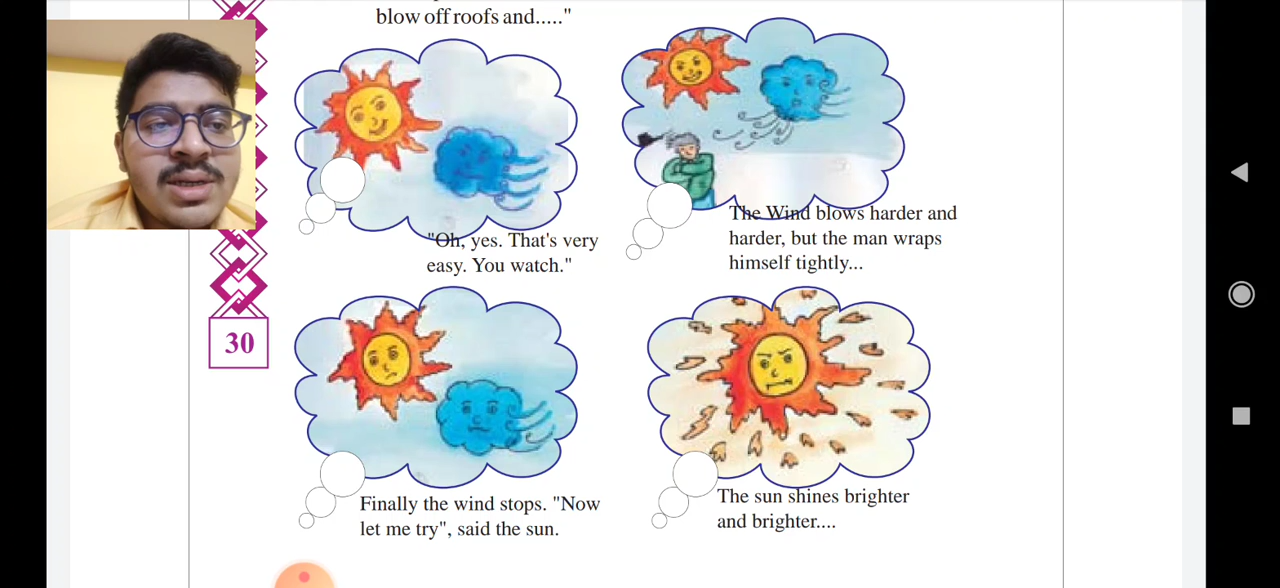 blow off roofs and....."
"Oh, yes. That's very
easy. You watch."
The Wind blows harder and
harder, but the man wraps
himself tightly...
30
Finally the wind stops. "Now
let me try", said the sun.
The sun shines brighter
and brighter....